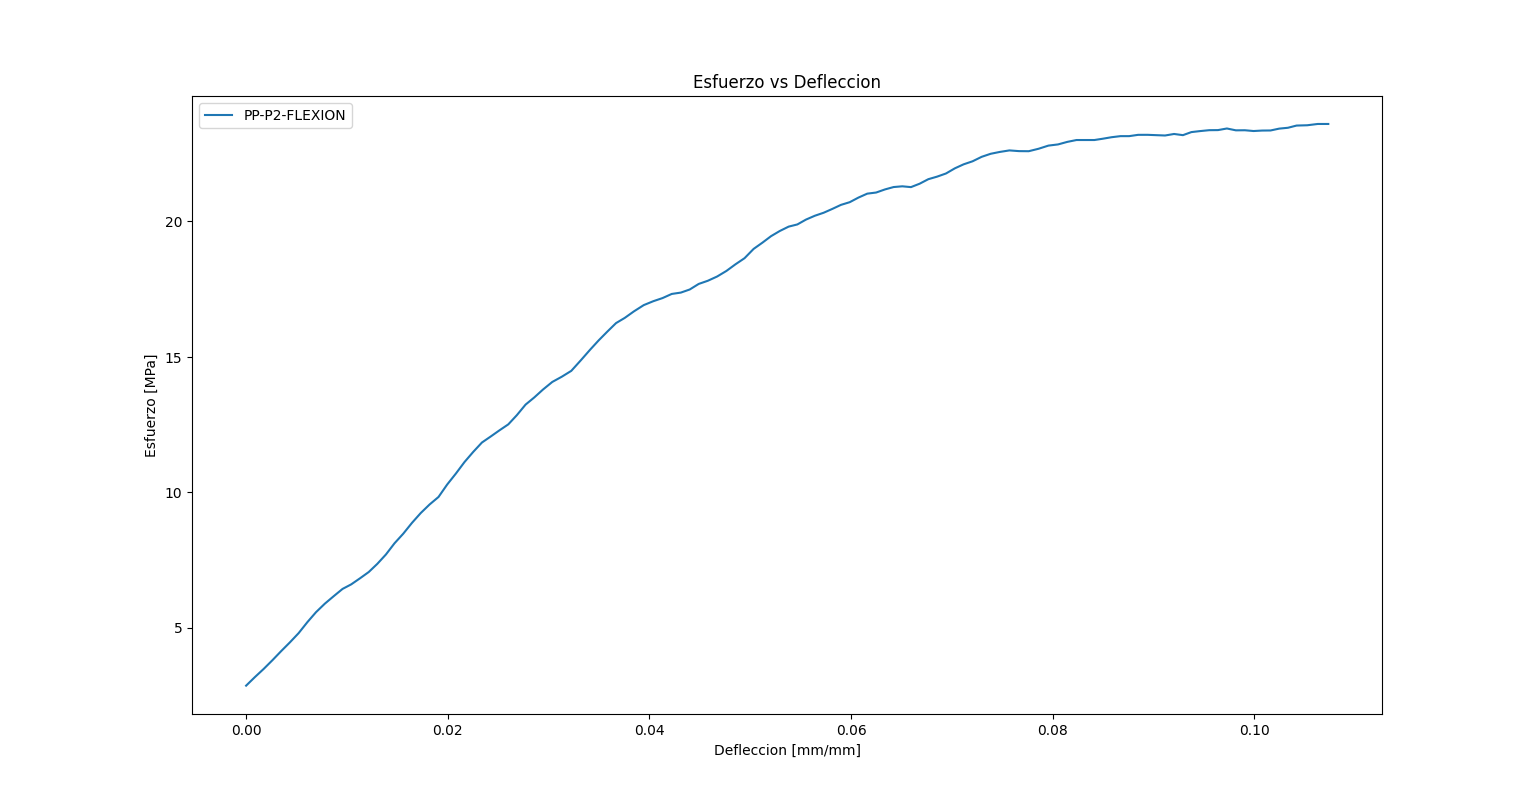 Esfuerzo vs Defleccion
PP-P2-FLEXION
20
15
10
5
Esfuerzo [MPa]
0.00 0.02 0.04 0.06 0.08 0.10
Defleccion [mm/mm]